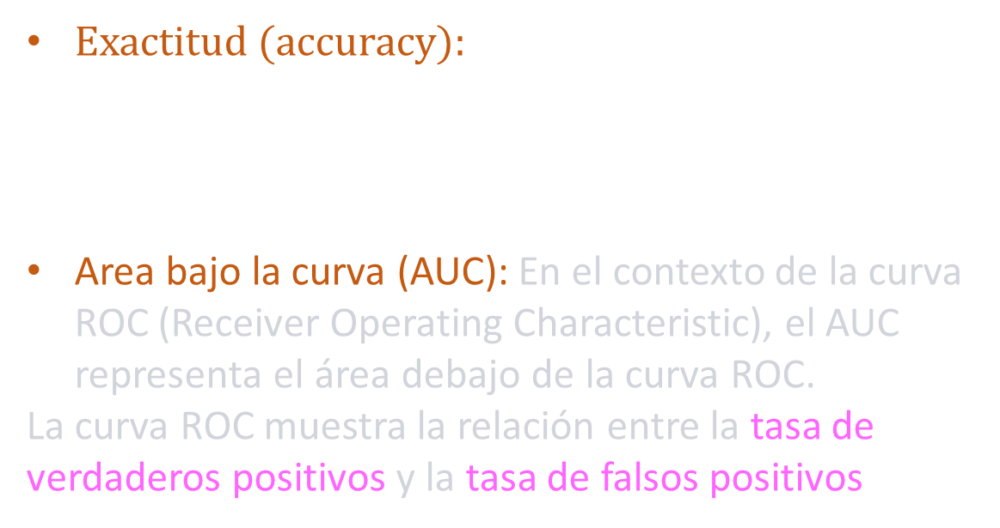 • Exactitud (accuracy):
• Area bajo la curva (AUC): En el contexto de la curva
ROC (Receiver Operating Characteristic), el AUC
representa el área debajo de la curva ROC.
La curva ROC muestra la relación entre la tasa de
verdaderos positivos y la tasa de falsos positivos